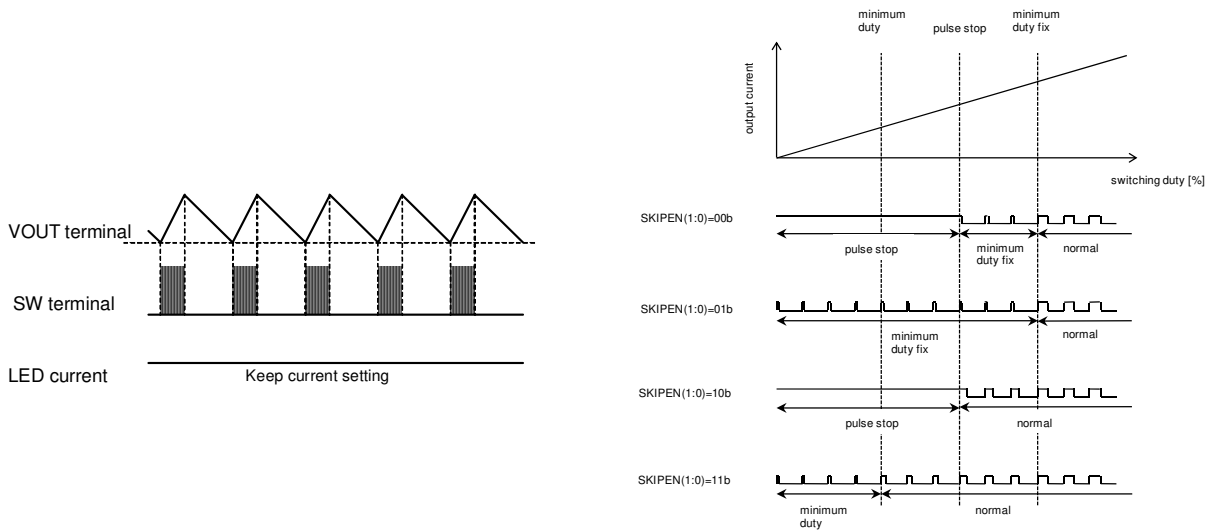 VOUT terminal
SW terminal
LED current
Keep current setting
minimum
duty
pulse stop
minimum
duty fix
output current
switching duty [%]
SKIPEN(1:0)=00b
pulse stop
minimum
duty fix
normal
SKIPEN(1:0)=01b
minimum
duty fix
normal
SKIPEN(1:0)=10b
pulse stop
normal
SKIPEN(1:0)=11b
minimum
duty
normal